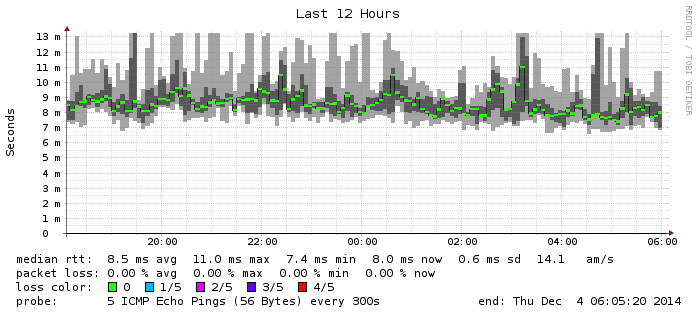 Last 12 Hours
RRDTOOL / TOBI OETIKER
Seconds
13 m
12 m
11 m
10 m
9 m
8 m
7 m
6 m
5 m
4 m
3 m
2 m
1 m
0
20:00 22:00 00:00 02:00 04:00 06:00
median rtt: 8.5 ms avg 11.0 ms max 7.4 ms min 8.0 ms now 0.6 ms sd 14.1 am/s
packet loss: 0.00 % avg 0.00 % max 0.00 % min 0.00 % now
loss color: 0 1/5 2/5 3/5 4/5
probe: 5 ICMP Echo Pings (56 Bytes) every 300s end: Thu Dec 4 06:05:20 2014